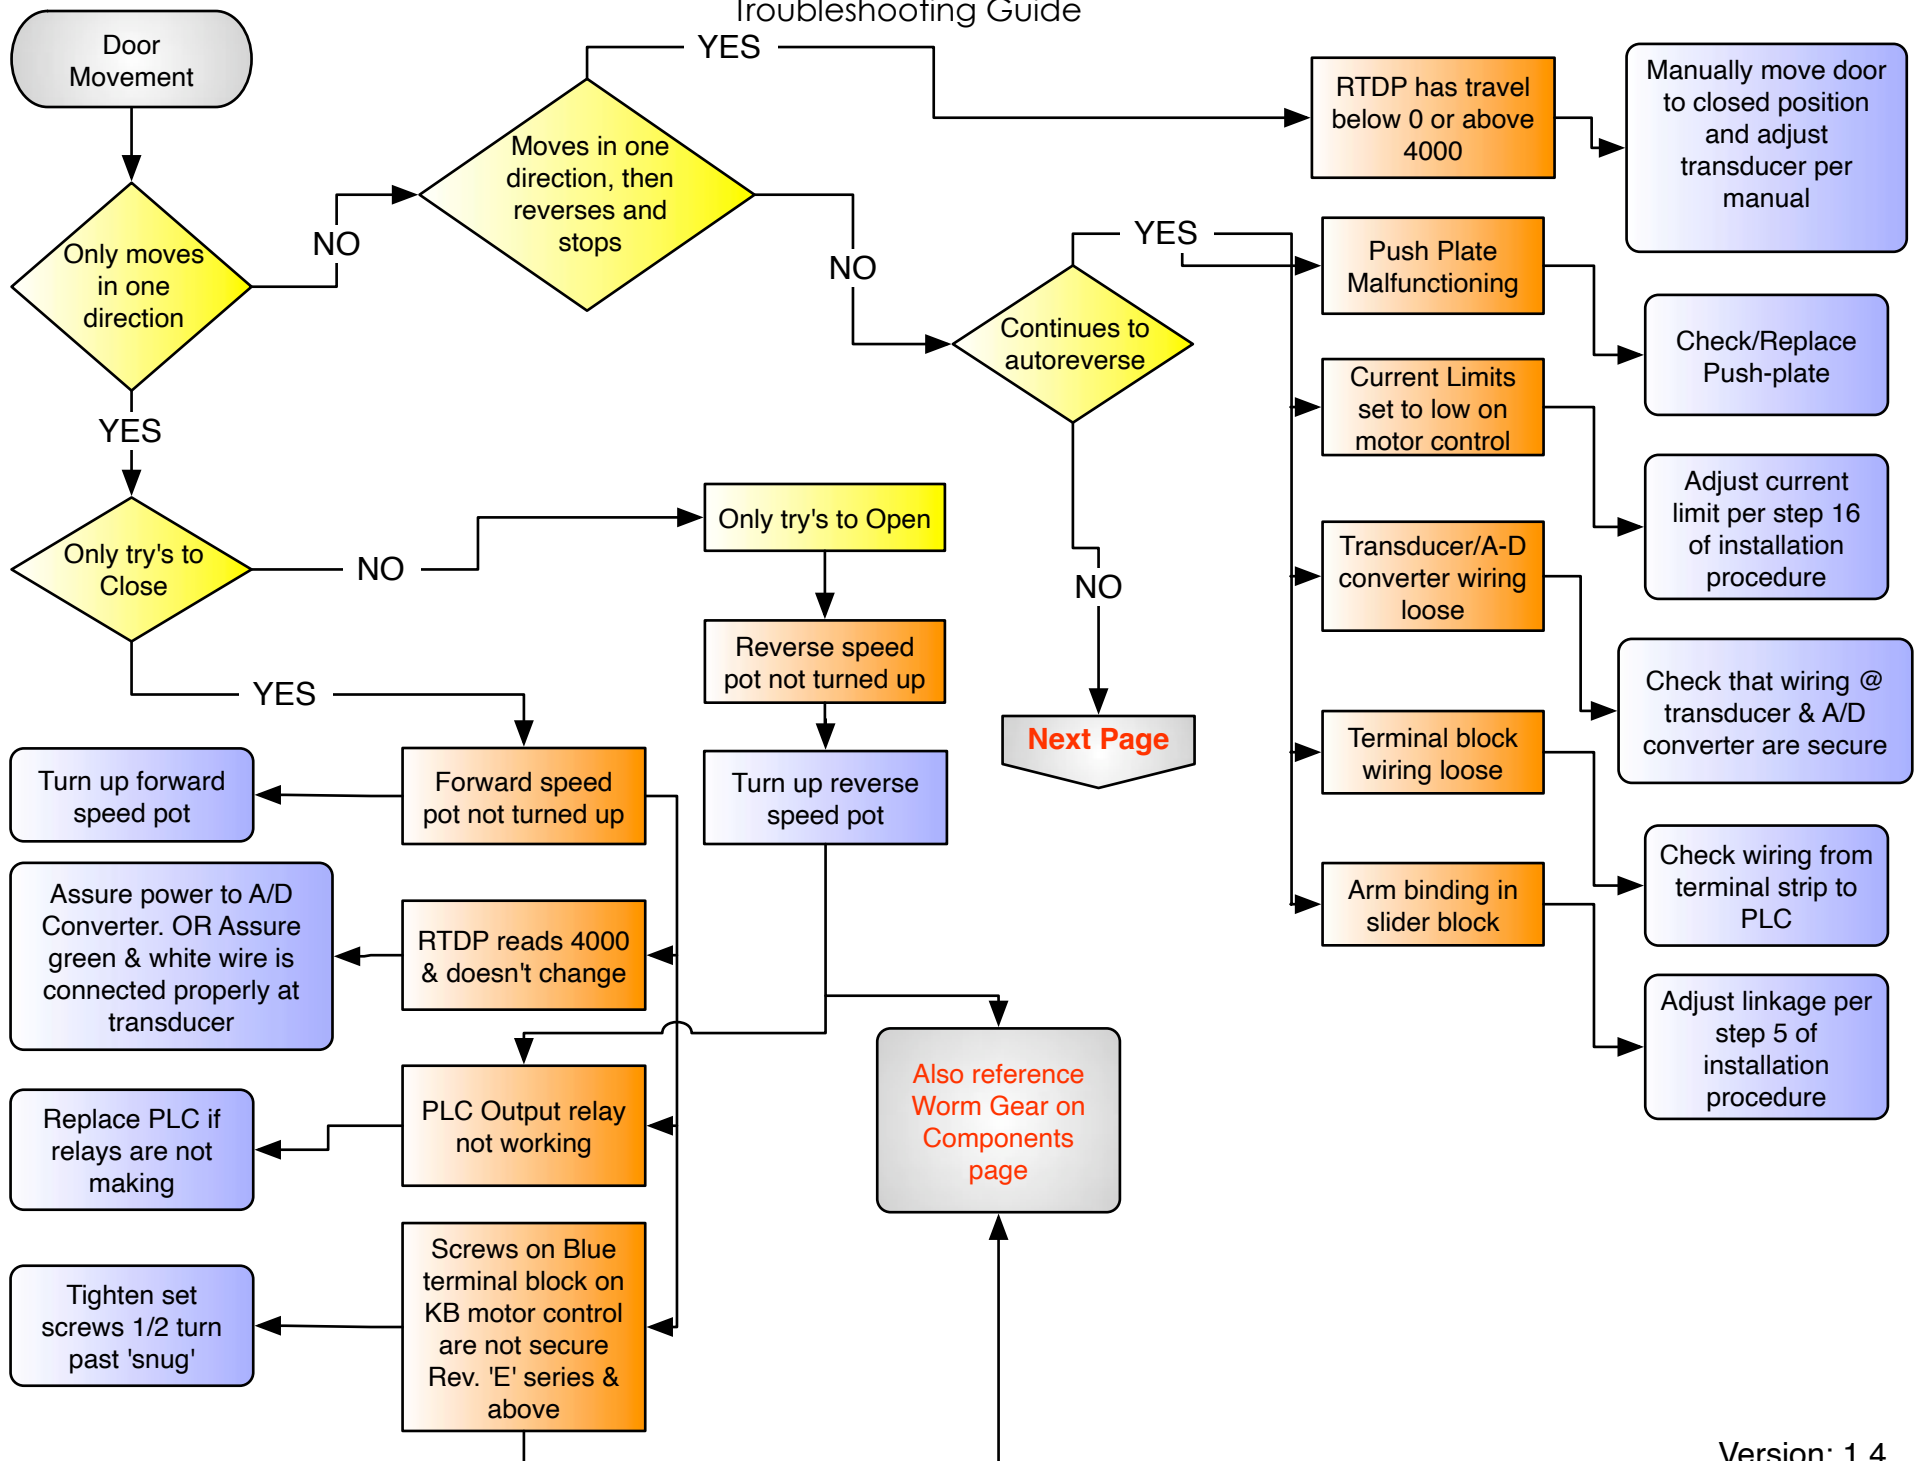 Troubleshooting Guide
Door
Movement
YES
Moves in one
direction, then
reverses and
stops
RTDP has travel
below 0 or above
4000
Manually move door
to closed position
and adjust
transducer per
manual
Only moves
in one
direction
NO
NO
YES
Continues to
autoreverse
Push Plate
Malfunctioning
Check/Replace
Push-plate
Current Limits
set to low on
motor control
Adjust current
limit per step 16
of installation
procedure
YES
Only try's to
Close
NO
Only try's to Open
NO
Transducer/A-D
converter wiring
loose
Check that wiring @
transducer & A/D
converter are secure
Reverse speed
pot not turned up
YES
Next Page
Terminal block
wiring loose
Check wiring from
terminal strip to
PLC
Turn up forward
speed pot
Forward speed
pot not turned up
Turn up reverse
speed pot
Arm binding in
slider block
Adjust linkage per
step 5 of
installation
procedure
Assure power to A/D
Converter. OR Assure
green & white wire is
connected properly at
transducer
RTDP reads 4000
& doesn't change
Also reference
Worm Gear on
Components
page
Replace PLC if
relays are not
making
PLC Output relay
not working
Tighten set
screws 1/2 turn
past 'snug'
Screws on Blue
terminal block on
KB motor control
are not secure
Rev. 'E' series &
above
Version: 1.4